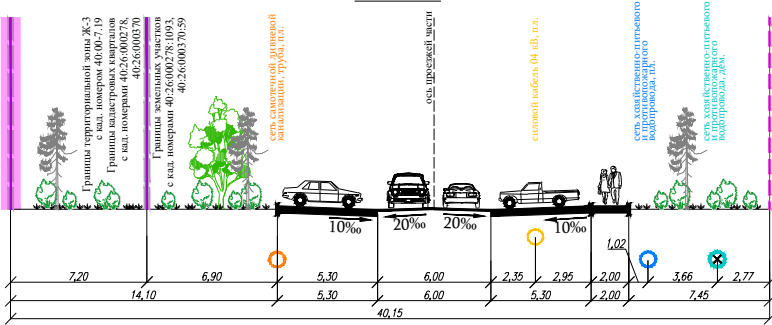 Границы территориальной зоны Ж-3
с кад. номером 40:00-7.19
Границы кадастровых кварталов
с кад. номерами 40:26:000278,
40:26:000370
Границы земельных участков
с кад. номерами 40:26:000278:1093,
40:26:000370:59
сеть самотечной ливневой
канализации, труба, пл.
ось проезжей части
силовой кабель 04 кВ, пл.
сеть хозяйственно-питьевого
и противопожарного
водопровода, пл.
сеть хозяйственно-питьевого
и противопожарного
водопровода, дем.
10‰ 20‰ 20‰ 10‰
1,02
7,20 6,90 5,30 6,00 2,35 2,95 2,00 3,66 2,77
14,10 5,30 6,00 5,30 2,00 7,45
40,15